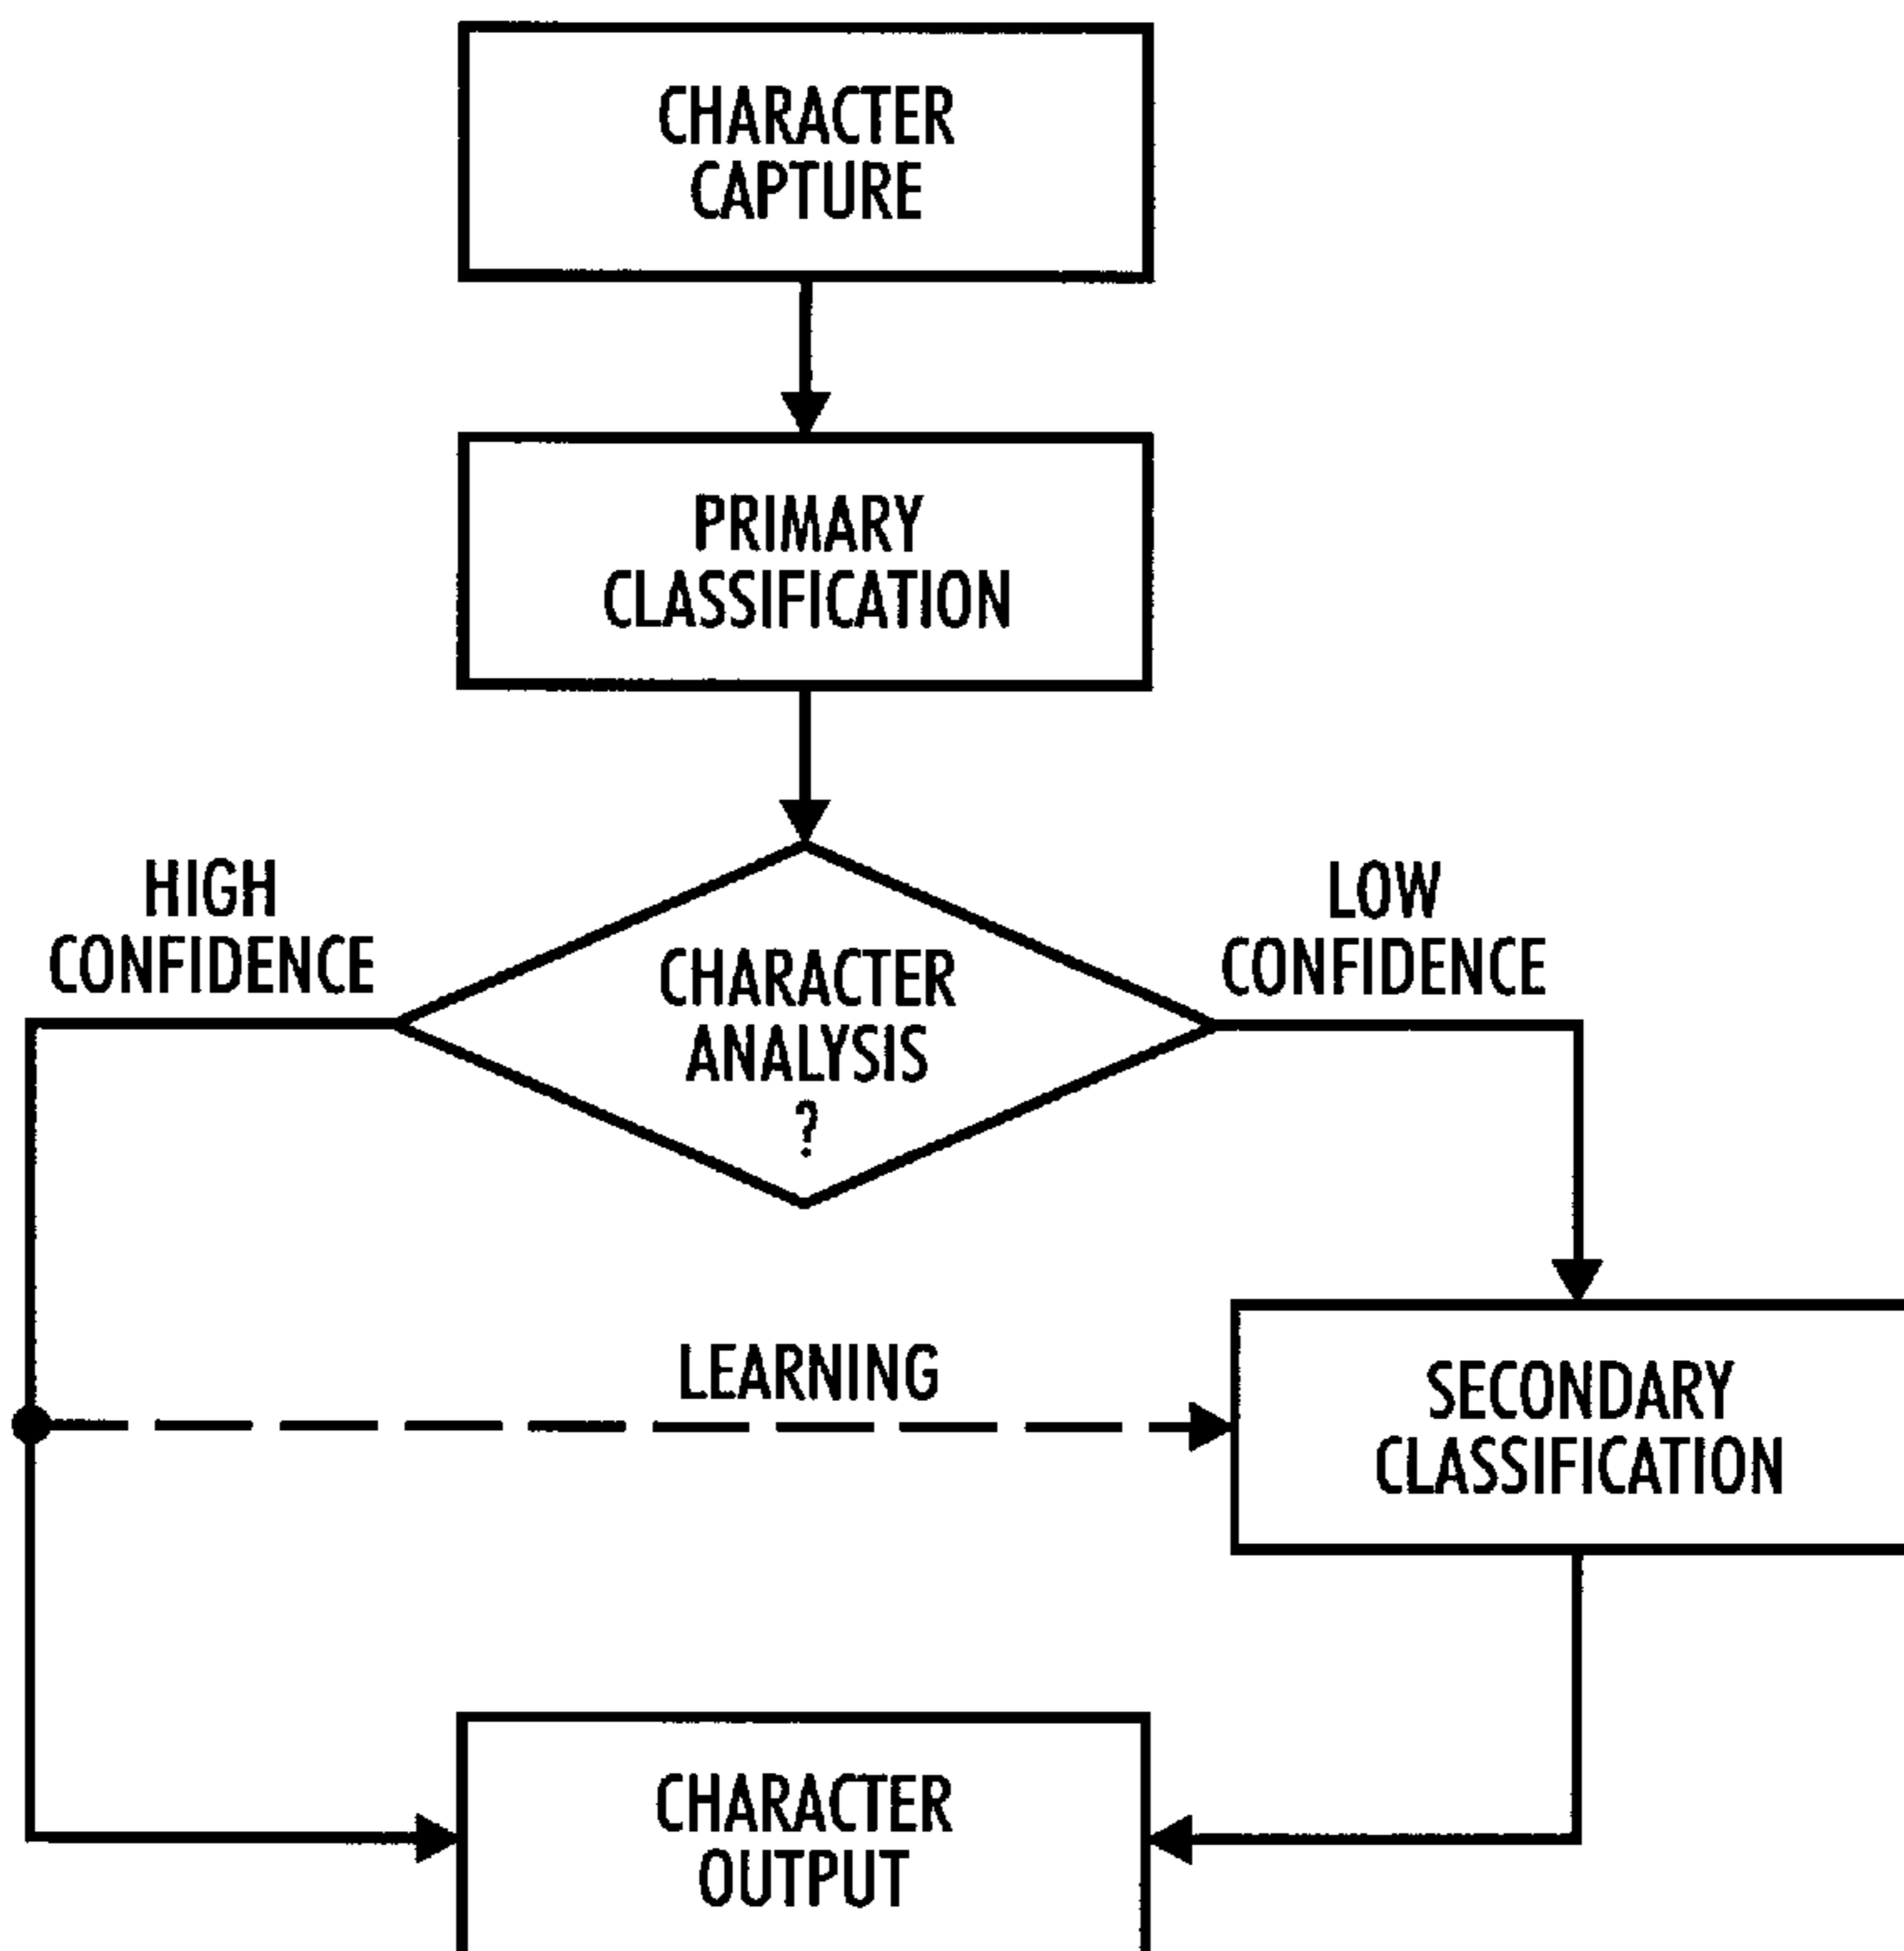 CHARACTER
CAPTURE
PRIMARY
CLASSIFICATION
HIGH
CONFIDENCE
CHARACTER
ANALYSIS
?
LOW
CONFIDENCE
LEARNING
SECONDARY
CLASSIFICATION
CHARACTER
OUTPUT